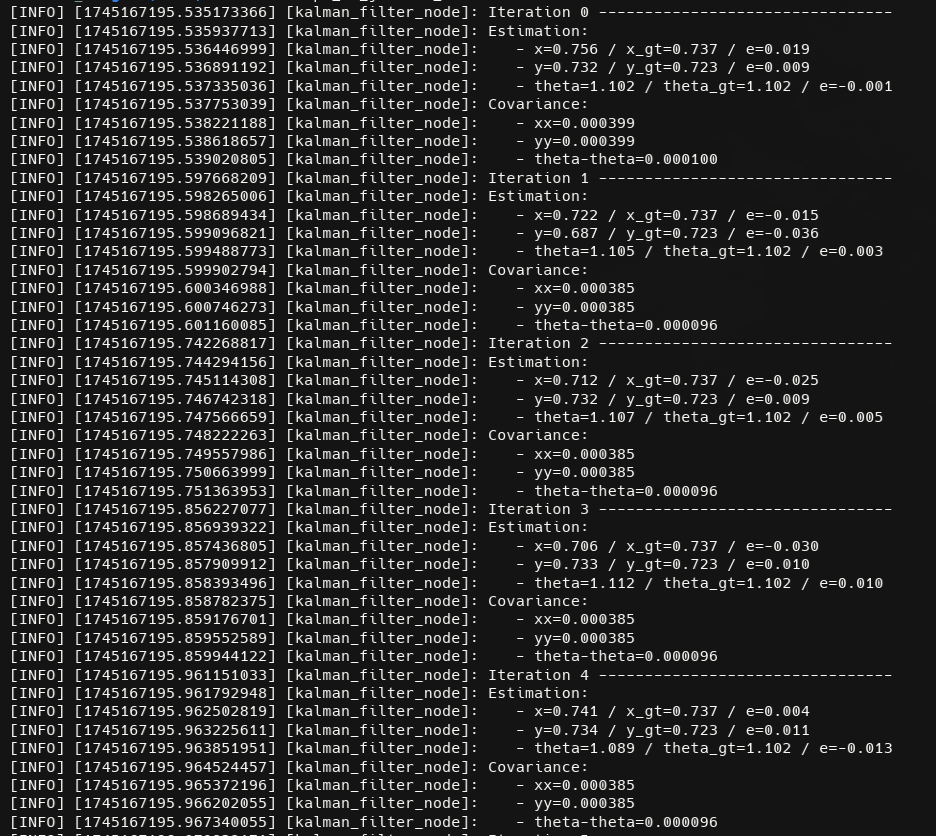 [INFO] [1745167195.535173366] [kalman_filter_node]: Iteration 0 --------------------------------
[INFO] [1745167195.535937713] [kalman_filter_node]: Estimation:
[INFO] [1745167195.536446999] [kalman_filter_node]:    - x=0.756 / x_gt=0.737 / e=0.019
[INFO] [1745167195.536891192] [kalman_filter_node]:    - y=0.732 / y_gt=0.723 / e=0.009
[INFO] [1745167195.537335036] [kalman_filter_node]:    - theta=1.102 / theta_gt=1.102 / e=-0.001
[INFO] [1745167195.537753039] [kalman_filter_node]: Covariance:
[INFO] [1745167195.538221188] [kalman_filter_node]:    - xx=0.000399
[INFO] [1745167195.538618657] [kalman_filter_node]:    - yy=0.000399
[INFO] [1745167195.539020805] [kalman_filter_node]:    - theta-theta=0.000100
[INFO] [1745167195.597668209] [kalman_filter_node]: Iteration 1 --------------------------------
[INFO] [1745167195.598265006] [kalman_filter_node]: Estimation:
[INFO] [1745167195.598689434] [kalman_filter_node]:    - x=0.722 / x_gt=0.737 / e=-0.015
[INFO] [1745167195.599096821] [kalman_filter_node]:    - y=0.687 / y_gt=0.723 / e=-0.036
[INFO] [1745167195.599488773] [kalman_filter_node]:    - theta=1.105 / theta_gt=1.102 / e=0.003
[INFO] [1745167195.599902794] [kalman_filter_node]: Covariance:
[INFO] [1745167195.600346988] [kalman_filter_node]:    - xx=0.000385
[INFO] [1745167195.600746273] [kalman_filter_node]:    - yy=0.000385
[INFO] [1745167195.601160085] [kalman_filter_node]:    - theta-theta=0.000096
[INFO] [1745167195.742268817] [kalman_filter_node]: Iteration 2 --------------------------------
[INFO] [1745167195.744294156] [kalman_filter_node]: Estimation:
[INFO] [1745167195.745114308] [kalman_filter_node]:    - x=0.712 / x_gt=0.737 / e=-0.025
[INFO] [1745167195.746742318] [kalman_filter_node]:    - y=0.732 / y_gt=0.723 / e=0.009
[INFO] [1745167195.747566659] [kalman_filter_node]:    - theta=1.107 / theta_gt=1.102 / e=0.005
[INFO] [1745167195.748222263] [kalman_filter_node]: Covariance:
[INFO] [1745167195.749557986] [kalman_filter_node]:    - xx=0.000385
[INFO] [1745167195.750663999] [kalman_filter_node]:    - yy=0.000385
[INFO] [1745167195.751363953] [kalman_filter_node]:    - theta-theta=0.000096
[INFO] [1745167195.856227077] [kalman_filter_node]: Iteration 3 --------------------------------
[INFO] [1745167195.856939322] [kalman_filter_node]: Estimation:
[INFO] [1745167195.857436805] [kalman_filter_node]:    - x=0.706 / x_gt=0.737 / e=-0.030
[INFO] [1745167195.857909912] [kalman_filter_node]:    - y=0.733 / y_gt=0.723 / e=0.010
[INFO] [1745167195.858393496] [kalman_filter_node]:    - theta=1.112 / theta_gt=1.102 / e=0.010
[INFO] [1745167195.858782375] [kalman_filter_node]: Covariance:
[INFO] [1745167195.859176701] [kalman_filter_node]:    - xx=0.000385
[INFO] [1745167195.859552589] [kalman_filter_node]:    - yy=0.000385
[INFO] [1745167195.859944122] [kalman_filter_node]:    - theta-theta=0.000096
[INFO] [1745167195.961151033] [kalman_filter_node]: Iteration 4 --------------------------------
[INFO] [1745167195.961792948] [kalman_filter_node]: Estimation:
[INFO] [1745167195.962502819] [kalman_filter_node]:    - x=0.741 / x_gt=0.737 / e=0.004
[INFO] [1745167195.963225611] [kalman_filter_node]:    - y=0.734 / y_gt=0.723 / e=0.011
[INFO] [1745167195.963851951] [kalman_filter_node]:    - theta=1.089 / theta_gt=1.102 / e=-0.013
[INFO] [1745167195.964524457] [kalman_filter_node]: Covariance:
[INFO] [1745167195.965372196] [kalman_filter_node]:    - xx=0.000385
[INFO] [1745167195.966202055] [kalman_filter_node]:    - yy=0.000385
[INFO] [1745167195.967340055] [kalman_filter_node]:    - theta-theta=0.000096